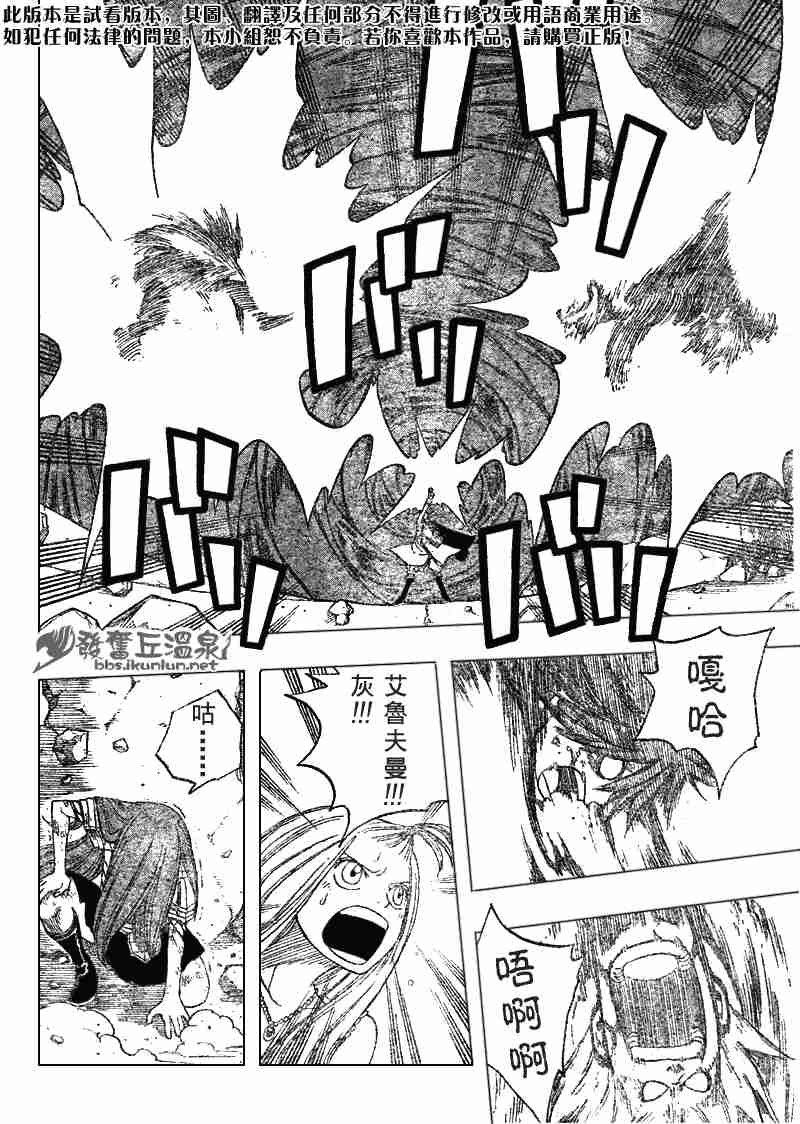 此版本是試看版本，其圖、翻譯及任何部分不得進行修改或用語商業用途。
如犯任何法律的問題，本小組恕不負責。若你喜歡本作品，請購買正版！
發奮丘溫泉
bbs.ikunlun.net
嘎哈
唔啊啊
艾魯夫曼!!!
灰!!!
咕……